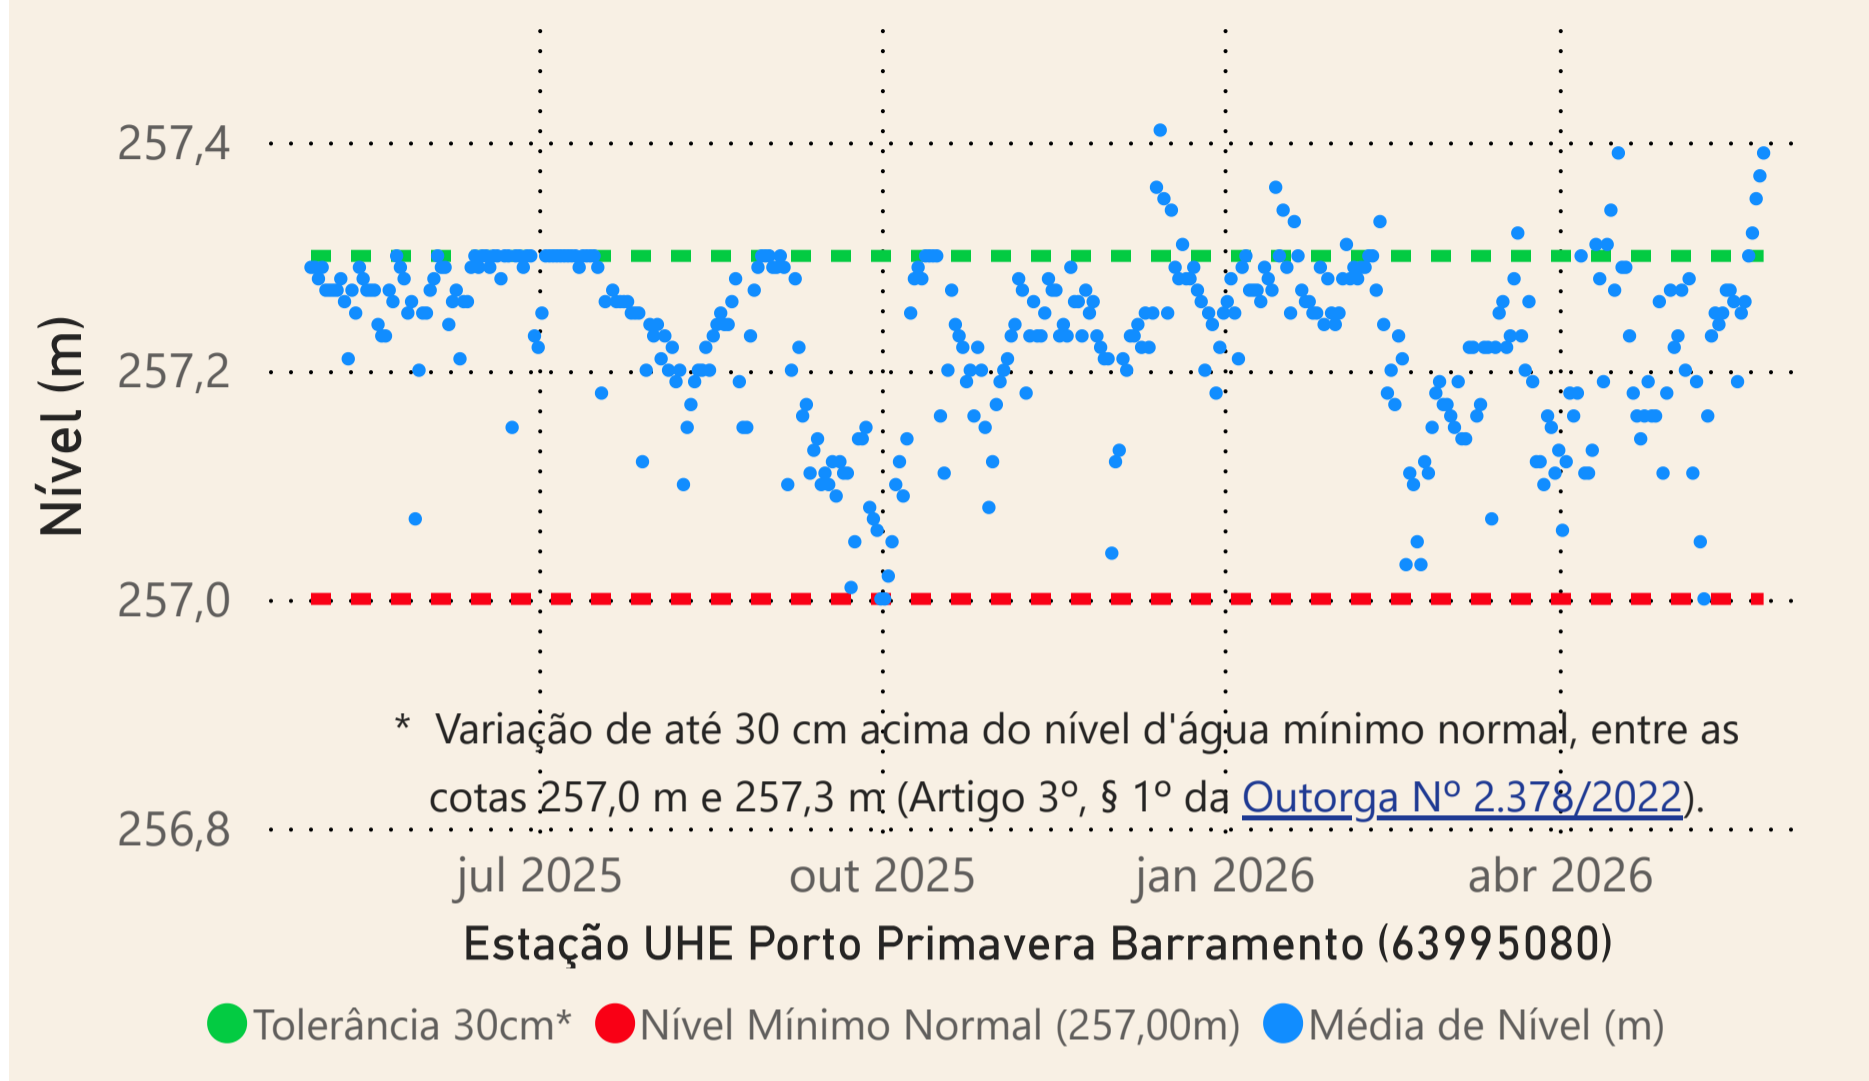 257,4
257,2
257,0
256,8
Nível (m)
* Variação de até 30 cm acima do nível d'água mínimo normal, entre as
cotas 257,0 m e 257,3 m (Artigo 3º, § 1º da Outorga Nº 2.378/2022).
jul 2025 out 2025 jan 2026 abr 2026
Estação UHE Porto Primavera Barramento (63995080)
Tolerância 30cm* Nível Mínimo Normal (257,00m) Média de Nível (m)